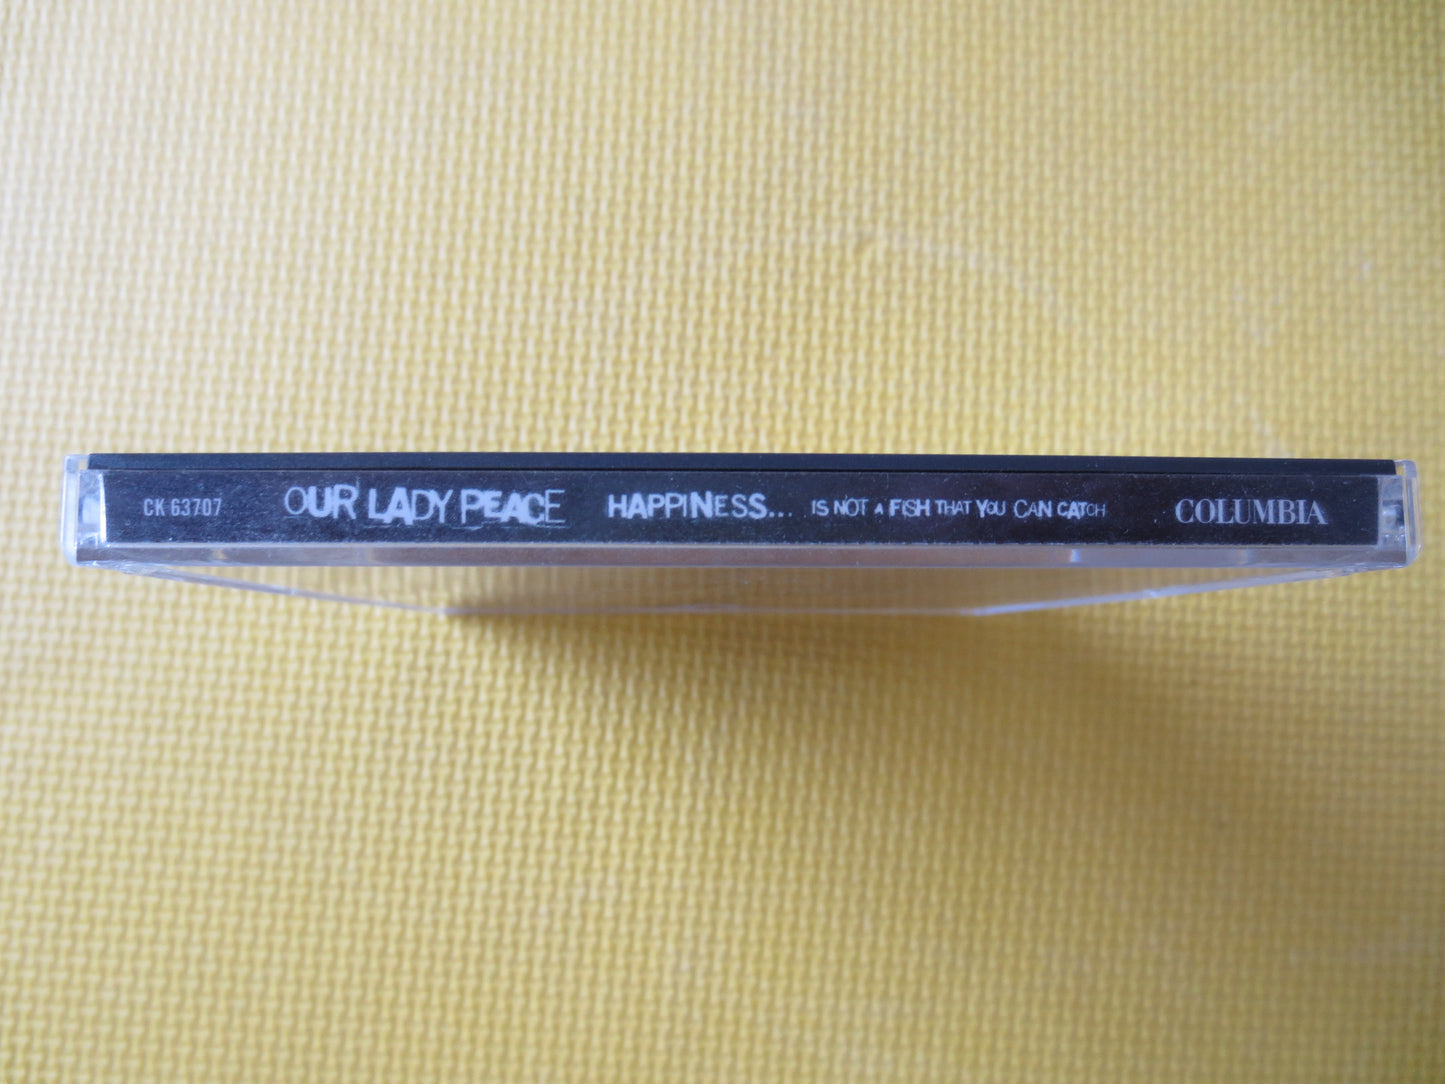 CK 63707 OUR LADY PEACE HAPPINESS... IS NOT A FISH THAT YOU CAN CATCH COLUMBIA